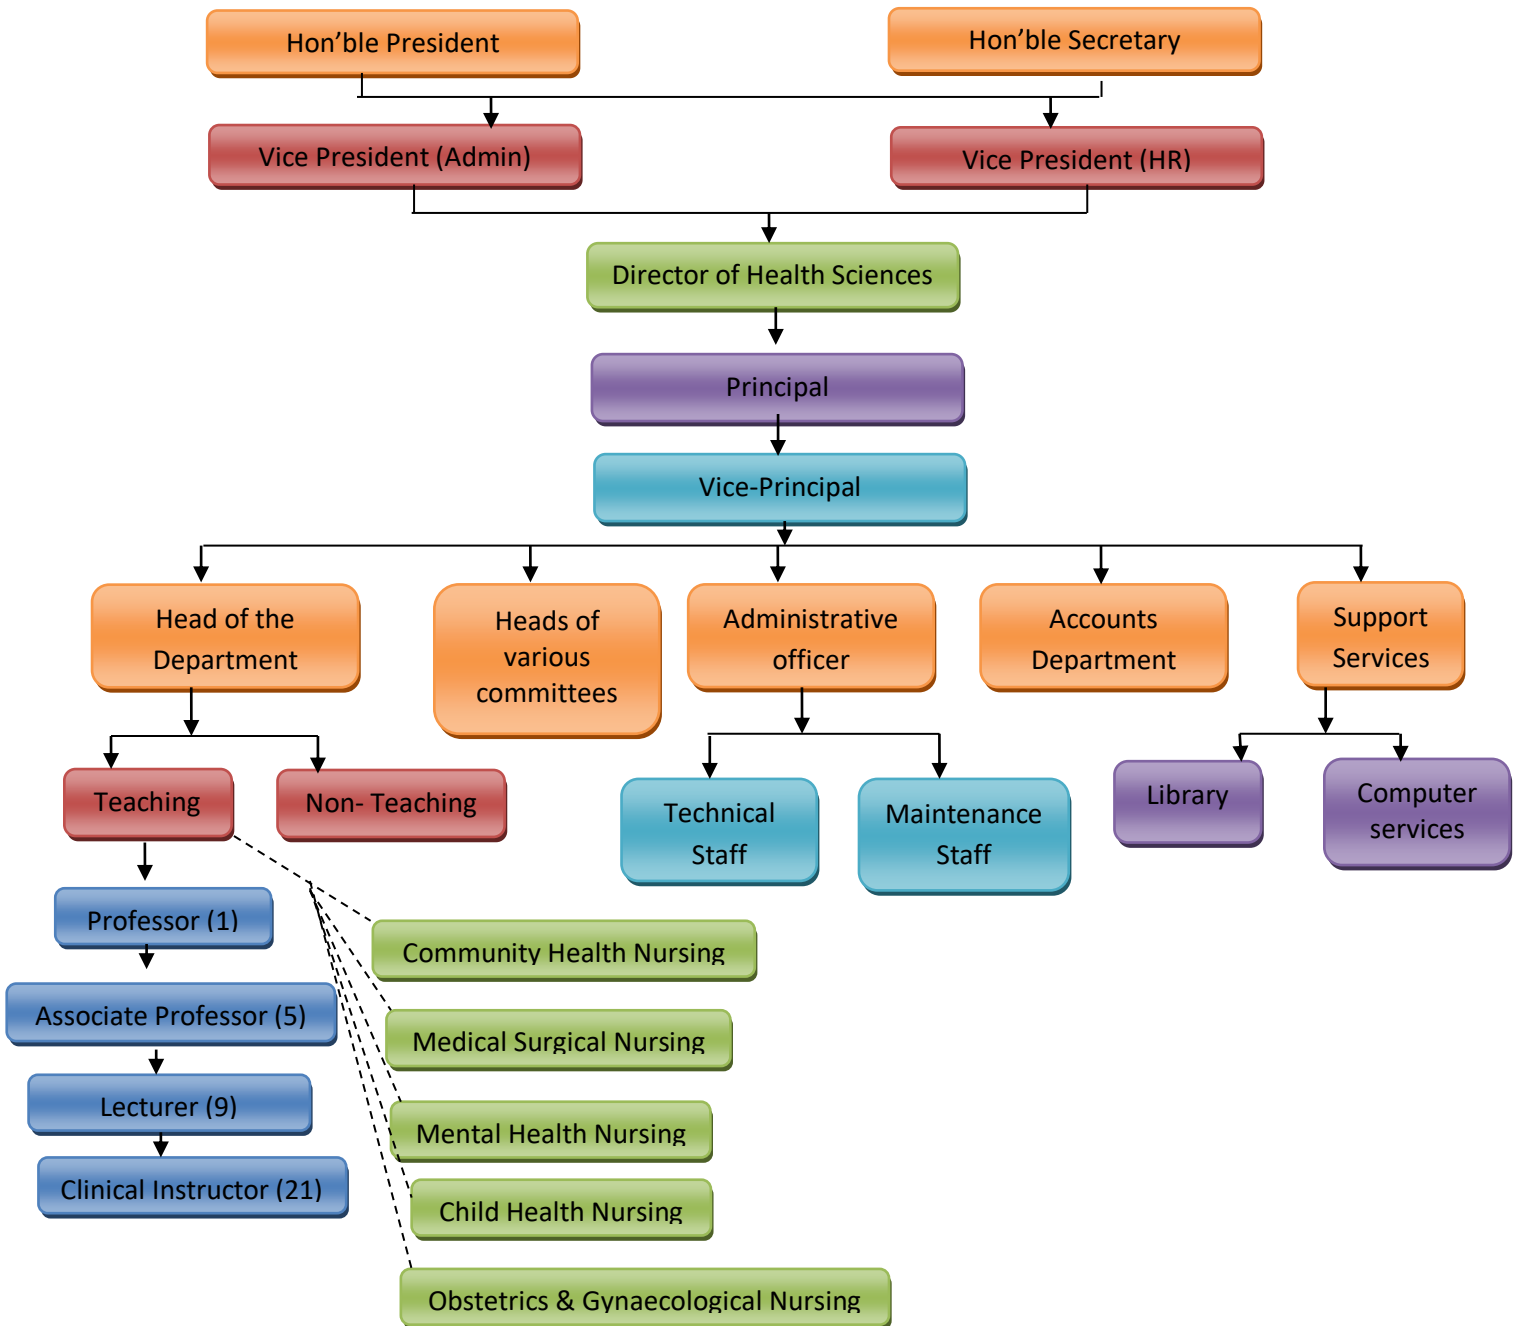 Hon’ble President
Hon’ble Secretary
Vice President (Admin)
Vice President (HR)
Director of Health Sciences
Principal
Vice-Principal
Head of the
Department
Heads of
various
committees
Administrative
officer
Accounts
Department
Support
Services
Teaching
Non- Teaching
Technical
Staff
Maintenance
Staff
Library
Computer
services
Professor (1)
Associate Professor (5)
Lecturer (9)
Clinical Instructor (21)
Community Health Nursing
Medical Surgical Nursing
Mental Health Nursing
Child Health Nursing
Obstetrics & Gynaecological Nursing